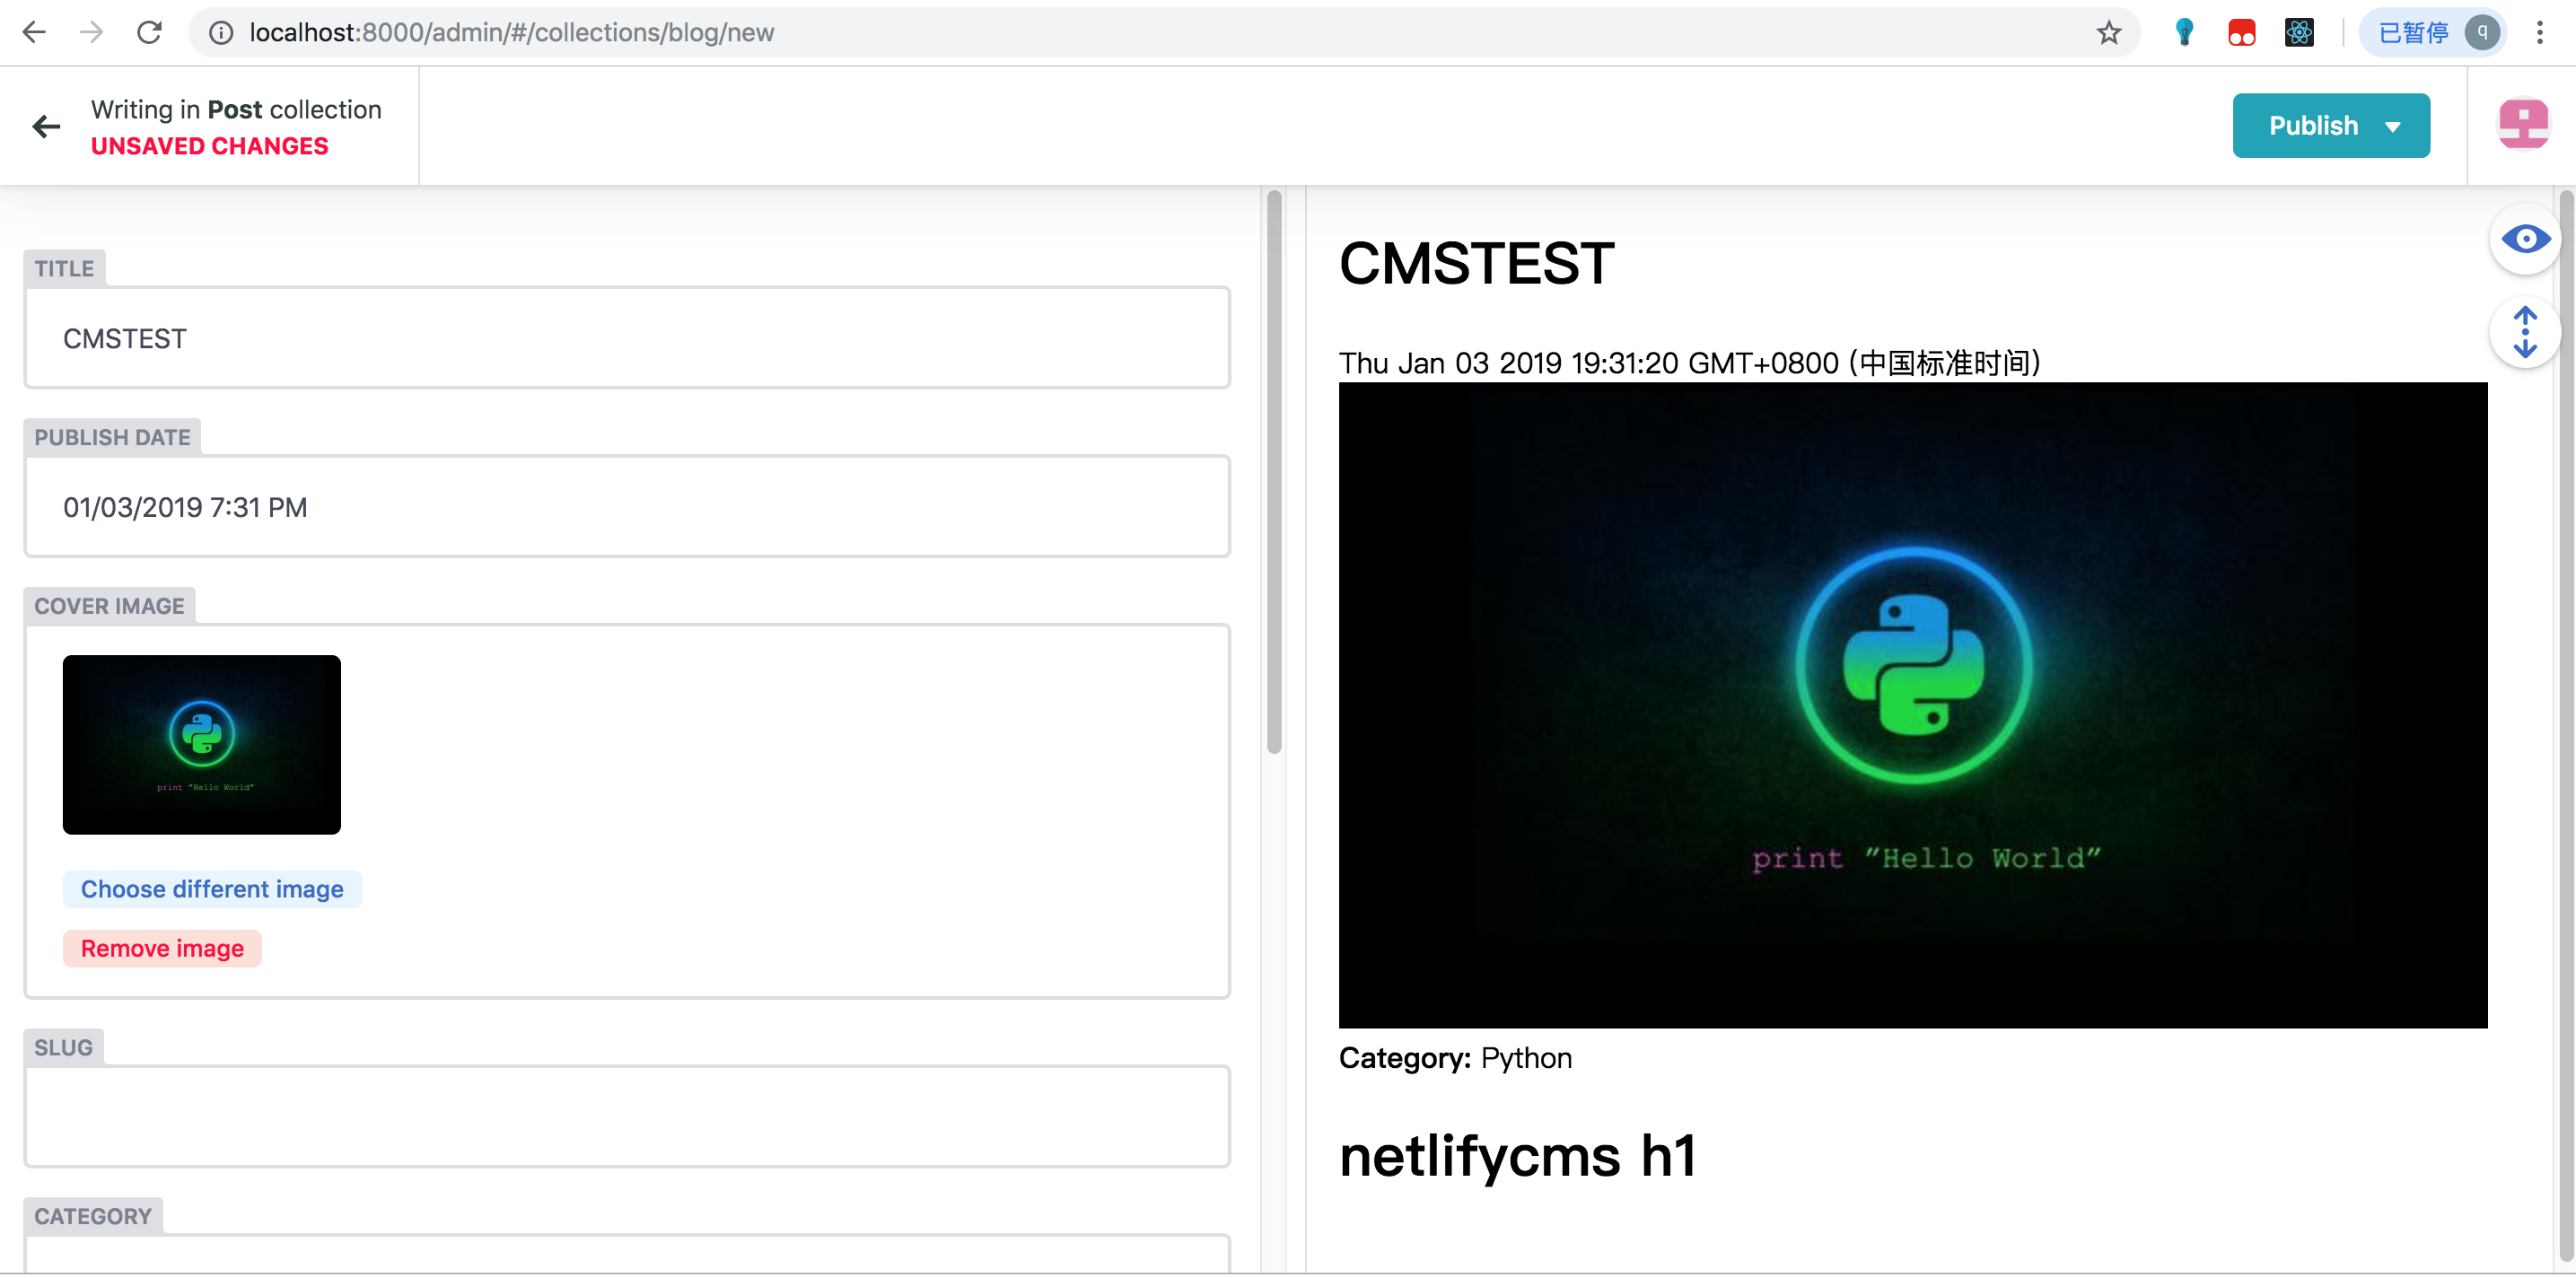 localhost:8000/admin/#/collections/blog/new
已暂停
q
Writing in Post collection
UNSAVED CHANGES
Publish
TITLE
CMSTEST
PUBLISH DATE
01/03/2019 7:31 PM
COVER IMAGE
print "Hello World"
Choose different image
Remove image
SLUG
CATEGORY
CMSTEST
Thu Jan 03 2019 19:31:20 GMT+0800 (中国标准时间)
print "Hello World"
Category: Python
netlifycms h1